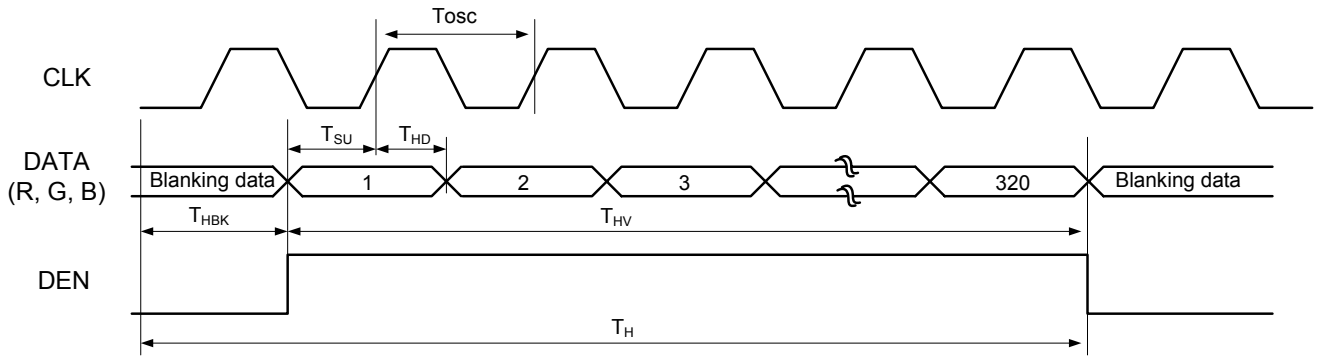 Tosc
CLK
TSU THD
DATA
(R, G, B)
Blanking data 1 2 3 320 Blanking data
THBK THV
DEN
TH